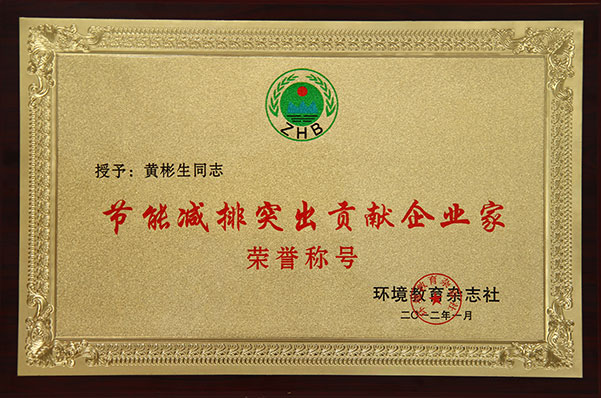 ZHB
授予：黄彬生同志
节能减排突出贡献企业家
荣誉称号
环境教育杂志社
二〇一二年一月